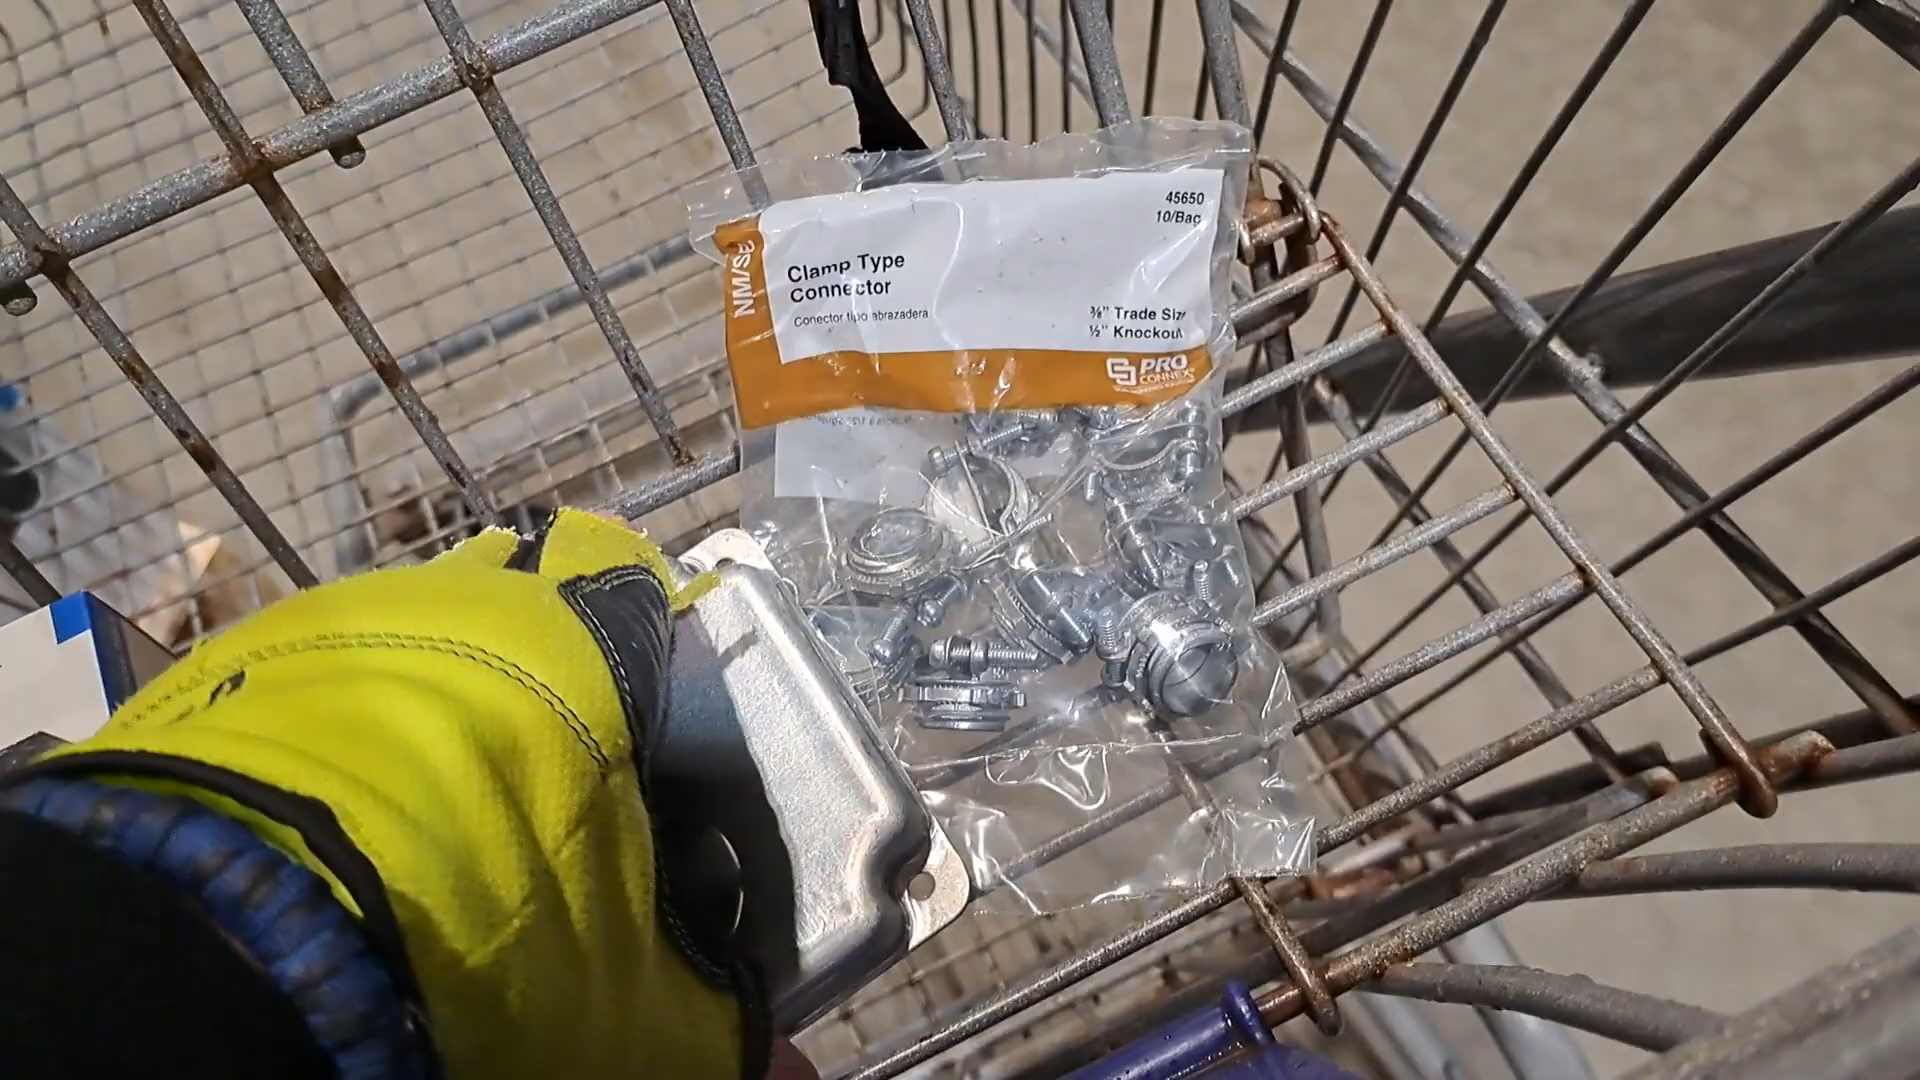 45650
10/Bag
NM/SE
Clamp Type
Connector
Conector tipo abrazadera
⅜" Trade Size
½" Knockout
PRO
CONNEX